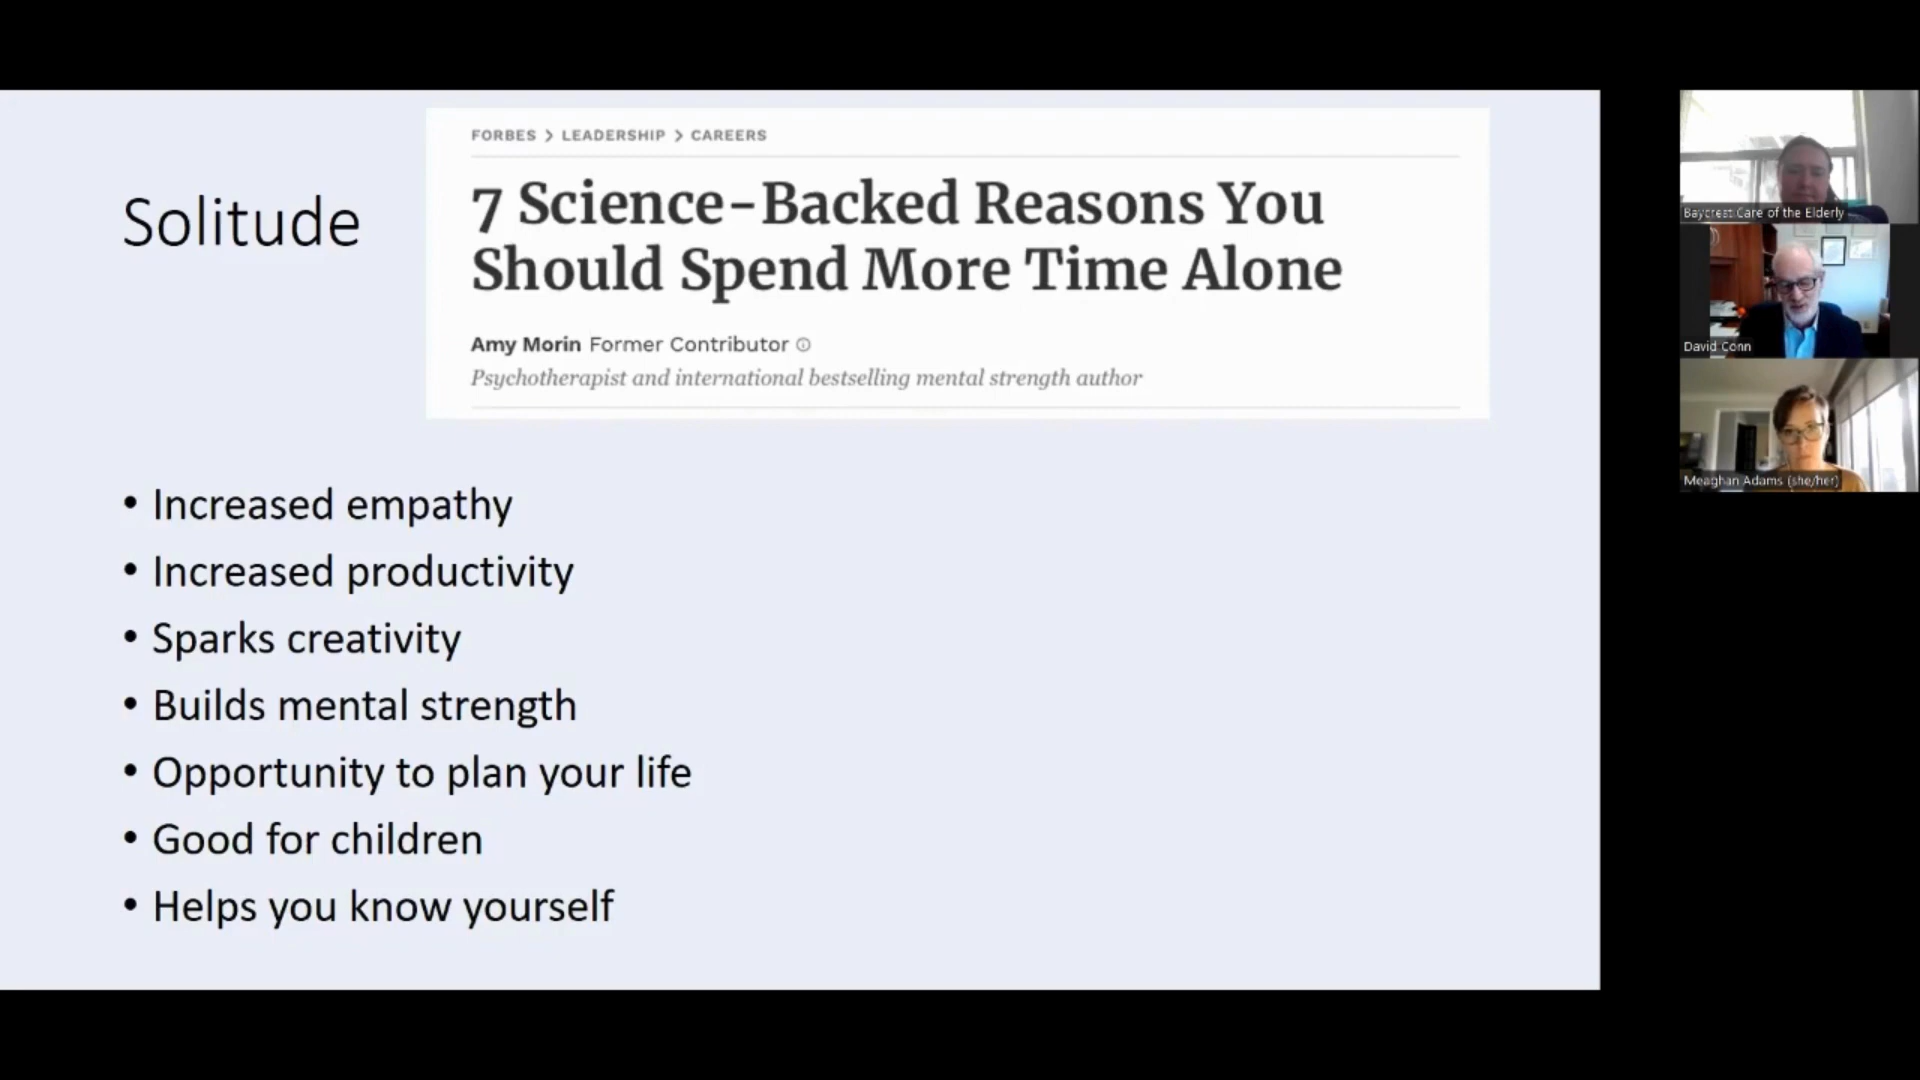 Solitude
FORBES > LEADERSHIP > CAREERS
7 Science-Backed Reasons You
Should Spend More Time Alone
Amy Morin Former Contributor
Psychotherapist and international bestselling mental strength author
• Increased empathy
• Increased productivity
• Sparks creativity
• Builds mental strength
• Opportunity to plan your life
• Good for children
• Helps you know yourself
Baycrest Care of the Elderly
David Conn
Meaghan Adams (she/her)